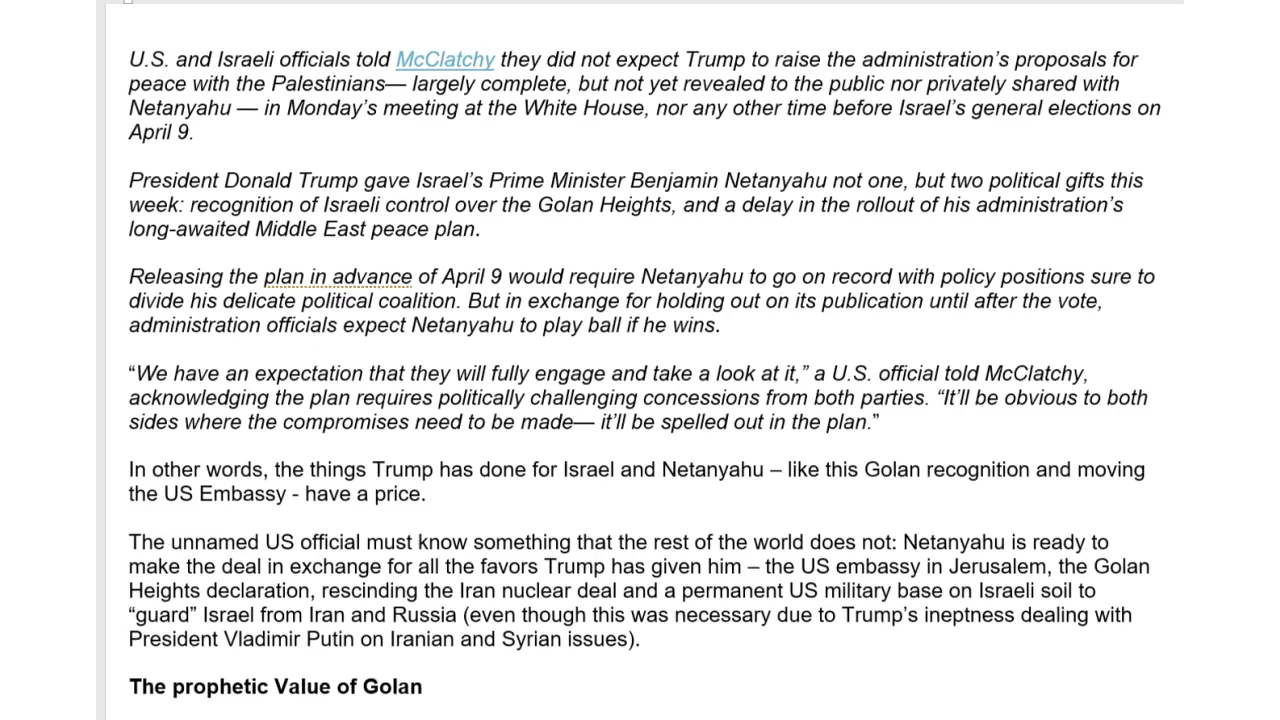 U.S. and Israeli officials told McClatchy they did not expect Trump to raise the administration’s proposals for
peace with the Palestinians— largely complete, but not yet revealed to the public nor privately shared with
Netanyahu — in Monday’s meeting at the White House, nor any other time before Israel’s general elections on
April 9.
President Donald Trump gave Israel’s Prime Minister Benjamin Netanyahu not one, but two political gifts this
week: recognition of Israeli control over the Golan Heights, and a delay in the rollout of his administration’s
long-awaited Middle East peace plan.
Releasing the plan in advance of April 9 would require Netanyahu to go on record with policy positions sure to
divide his delicate political coalition. But in exchange for holding out on its publication until after the vote,
administration officials expect Netanyahu to play ball if he wins.
“We have an expectation that they will fully engage and take a look at it,” a U.S. official told McClatchy,
acknowledging the plan requires politically challenging concessions from both parties. “It’ll be obvious to both
sides where the compromises need to be made— it’ll be spelled out in the plan.”
In other words, the things Trump has done for Israel and Netanyahu – like this Golan recognition and moving
the US Embassy - have a price.
The unnamed US official must know something that the rest of the world does not: Netanyahu is ready to
make the deal in exchange for all the favors Trump has given him – the US embassy in Jerusalem, the Golan
Heights declaration, rescinding the Iran nuclear deal and a permanent US military base on Israeli soil to
“guard” Israel from Iran and Russia (even though this was necessary due to Trump’s ineptness dealing with
President Vladimir Putin on Iranian and Syrian issues).
The prophetic Value of Golan